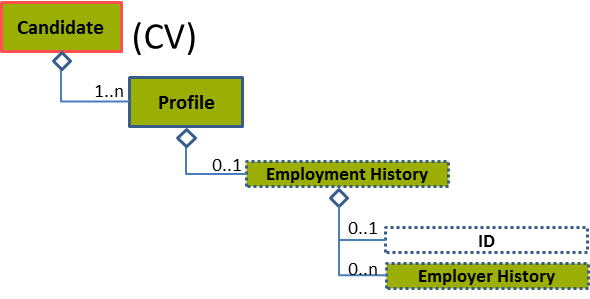 Candidate (CV)
1..n
Profile
0..1
Employment History
0..1
ID
0..n
Employer History